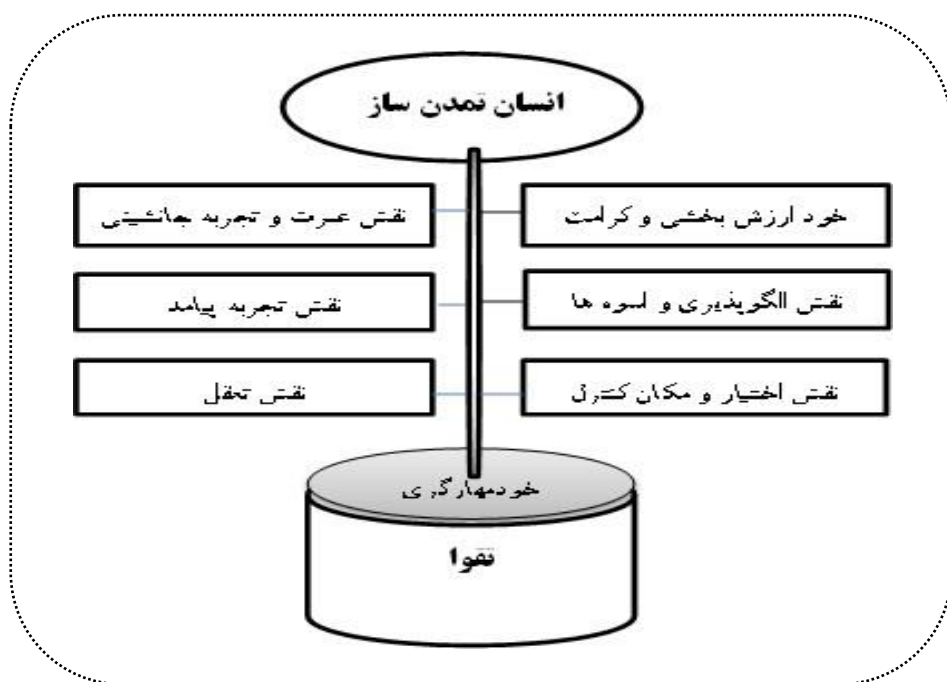 انسان تمدن ساز
خود ارزش بخشی و کرامت
نقش عبرت و تجربه جانشینی
نقش الگوپذیری و اسوه ها
نقش تجربه پیامد
نقش اختیار و مکان کنترل
نقش تعقل
خودمهارگری
تقوا